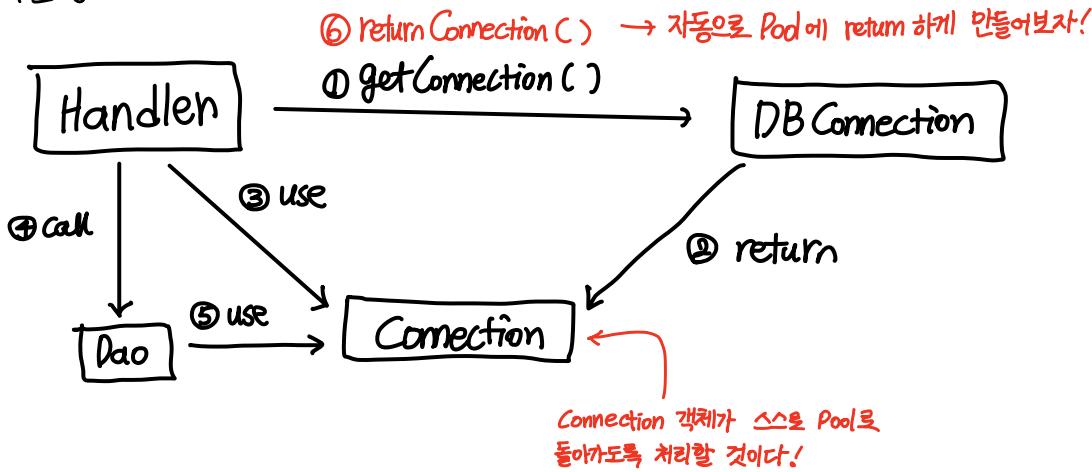 ⑥ return Connection ( ) → 자동으로 Pool에 return 하게 만들어보자!
① getConnection ( )
Handler
DB Connection
③ use
④ call
② return
⑤ use
Dao
Connection
Connection 객체가 스스로 Pool로
돌아가도록 처리할 것이다!